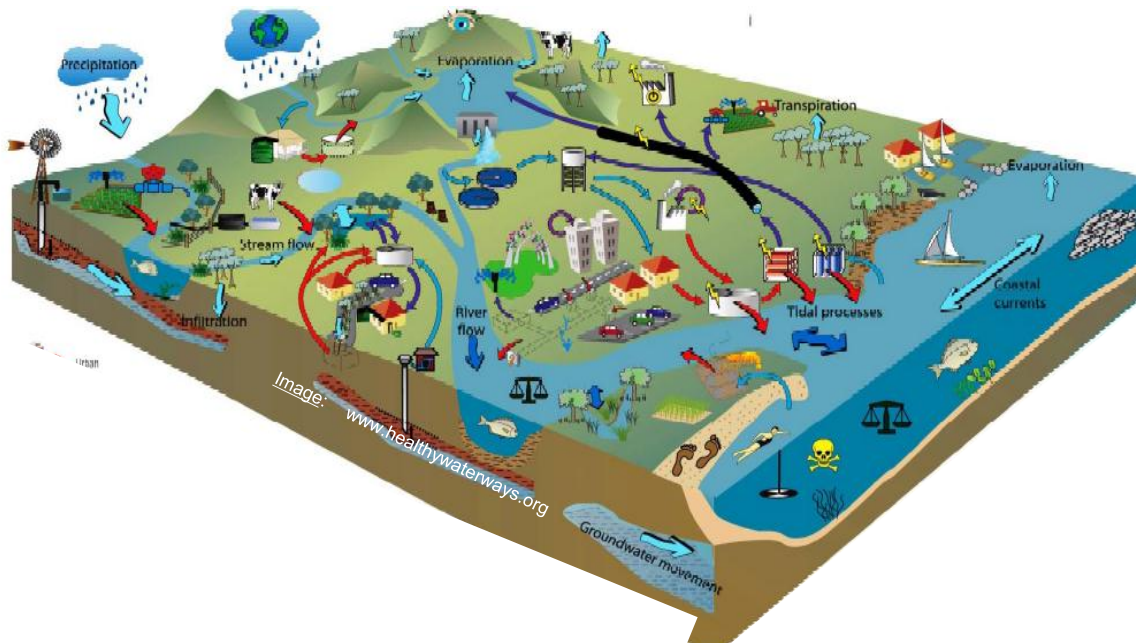 Precipitation
Evaporation
Transpiration
Evaporation
Stream flow
Infiltration
River
flow
Tidal processes
Coastal
currents
Urban
Image: www.healthywaterways.org
Groundwater movement